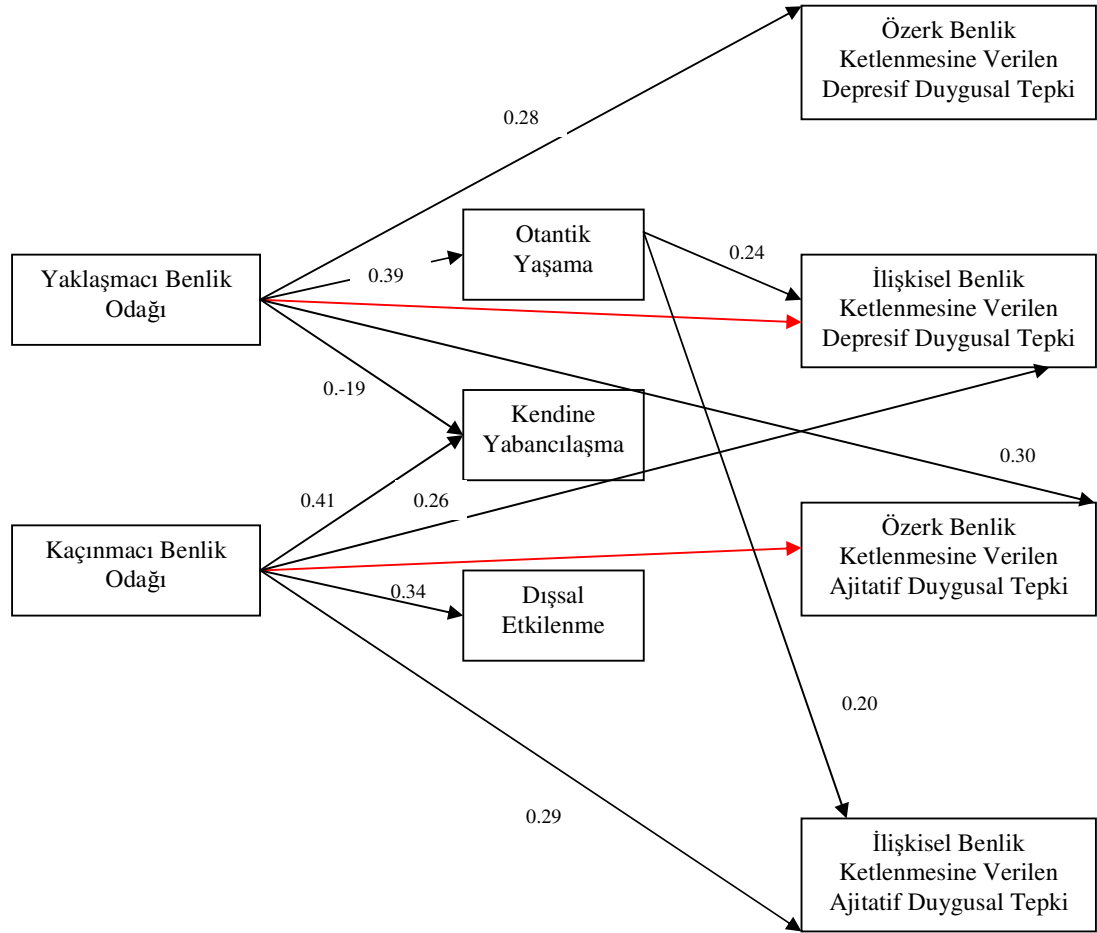 Özerk Benlik
Ketlenmesine Verilen
Depresif Duygusal Tepki
0.28
Otantik
Yaşama
0.24
Yaklaşmacı Benlik
Odağı
0.39
İlişkisel Benlik
Ketlenmesine Verilen
Depresif Duygusal Tepki
0.-19
Kendine
Yabancılaşma
0.30
0.41
0.26
Kaçınmacı Benlik
Odağı
Özerk Benlik
Ketlenmesine Verilen
Ajitatif Duygusal Tepki
0.34
Dışsal
Etkilenme
0.20
0.29
İlişkisel Benlik
Ketlenmesine Verilen
Ajitatif Duygusal Tepki